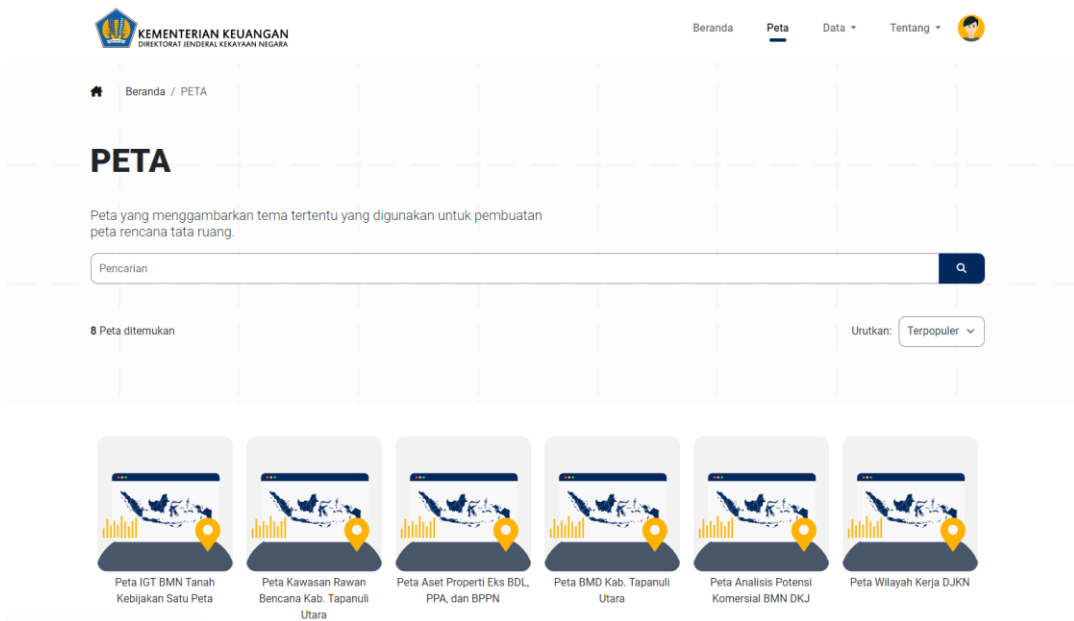 KEMENTERIAN KEUANGAN
DIREKTORAT JENDERAL KEKAYAAN NEGARA
Beranda Peta Data Tentang
Beranda / PETA
PETA
Peta yang menggambarkan tema tertentu yang digunakan untuk pembuatan
peta rencana tata ruang.
Pencarian
8 Peta ditemukan
Urutkan: Terpopuler
Peta IGT BMN Tanah
Kebijakan Satu Peta
Peta Kawasan Rawan
Bencana Kab. Tapanuli
Utara
Peta Aset Properti Eks BDL,
PPA, dan BPPN
Peta BMD Kab. Tapanuli
Utara
Peta Analisis Potensi
Komersial BMN DKJ
Peta Wilayah Kerja DJKN